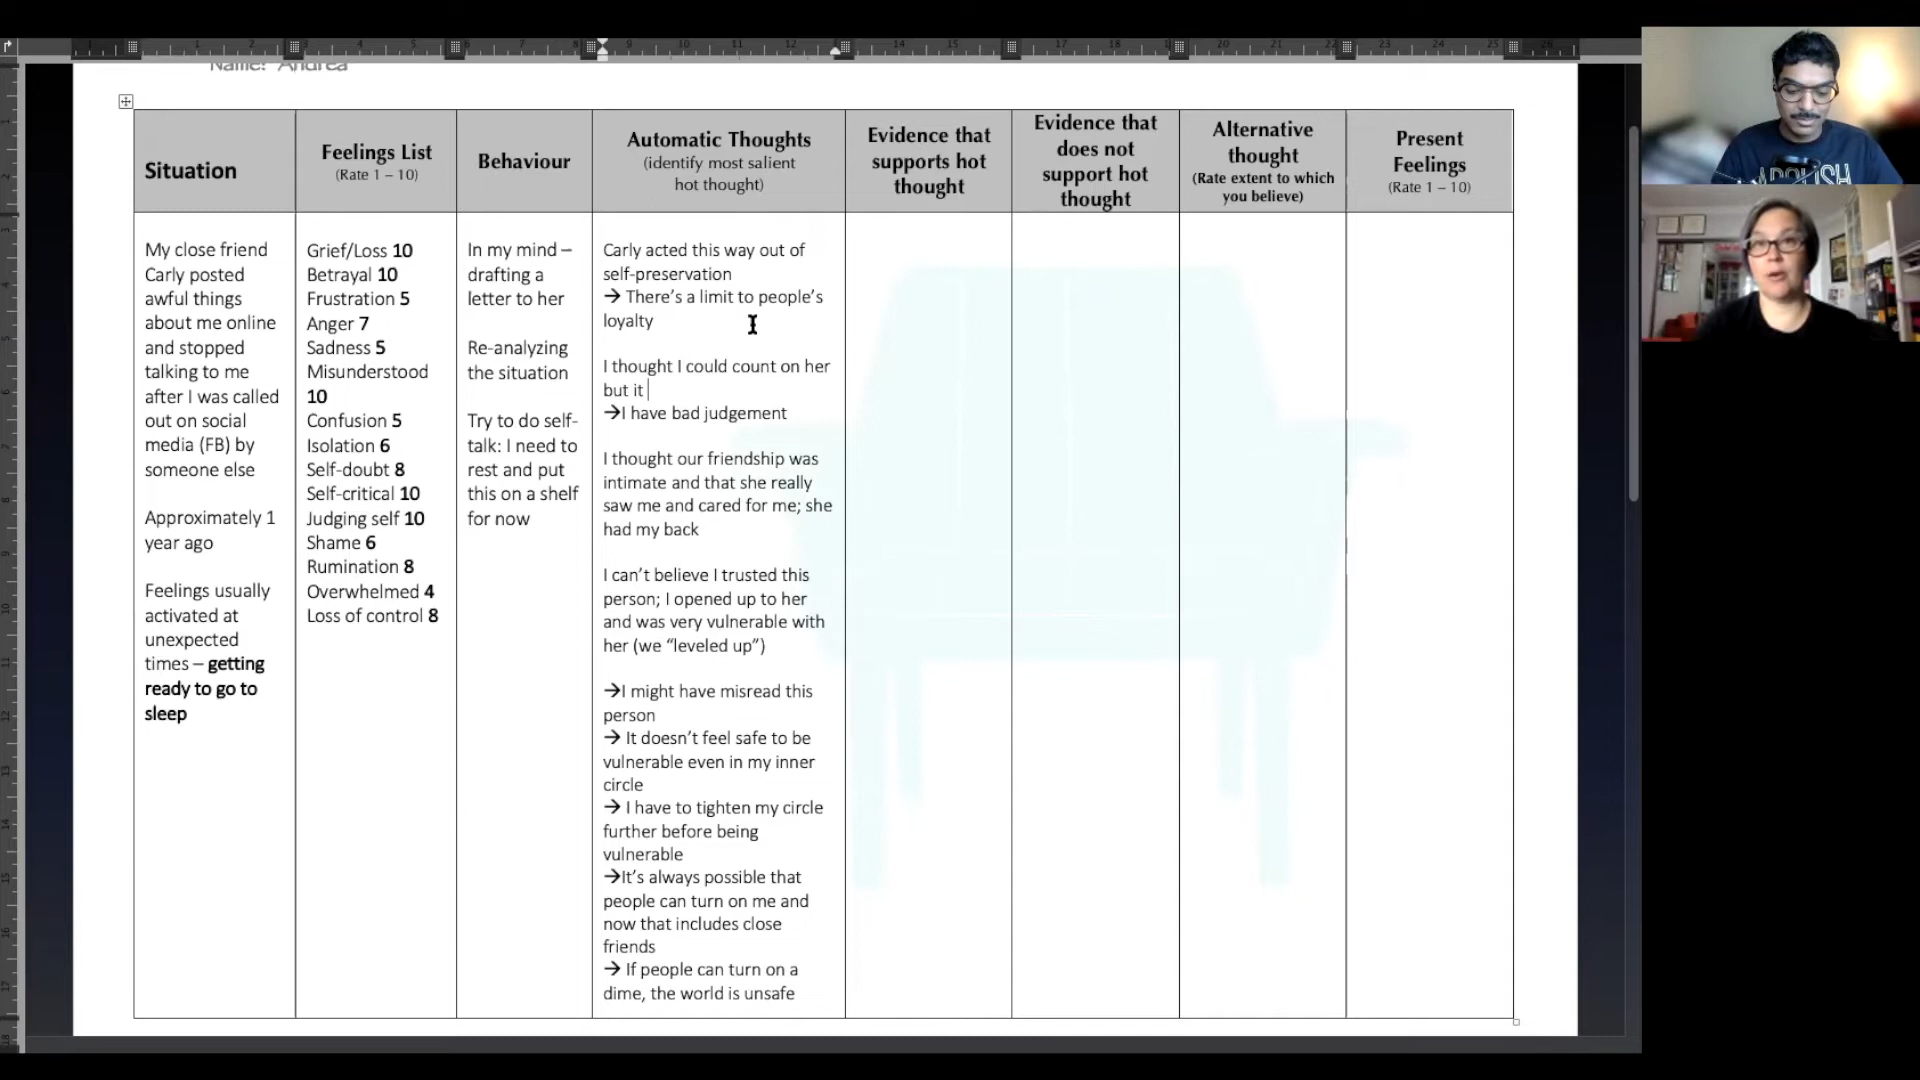 Name: Andrea
Situation
Feelings List
(Rate 1 – 10)
Behaviour
Automatic Thoughts
(identify most salient
hot thought)
Evidence that
supports hot
thought
Evidence that
does not
support hot
thought
Alternative
thought
(Rate extent to which
you believe)
Present
Feelings
(Rate 1 – 10)
My close friend
Carly posted
awful things
about me online
and stopped
talking to me
after I was called
out on social
media (FB) by
someone else
Approximately 1
year ago
Feelings usually
activated at
unexpected
times – getting
ready to go to
sleep
Grief/Loss 10
Betrayal 10
Frustration 5
Anger 7
Sadness 5
Misunderstood
10
Confusion 5
Isolation 6
Self-doubt 8
Self-critical 10
Judging self 10
Shame 6
Rumination 8
Overwhelmed 4
Loss of control 8
In my mind –
drafting a
letter to her
Re-analyzing
the situation
Try to do self-
talk: I need to
rest and put
this on a shelf
for now
Carly acted this way out of
self-preservation
→ There’s a limit to people’s
loyalty
I thought I could count on her
but it
→I have bad judgement
I thought our friendship was
intimate and that she really
saw me and cared for me; she
had my back
I can’t believe I trusted this
person; I opened up to her
and was very vulnerable with
her (we “leveled up”)
→I might have misread this
person
→ It doesn’t feel safe to be
vulnerable even in my inner
circle
→ I have to tighten my circle
further before being
vulnerable
→It’s always possible that
people can turn on me and
now that includes close
friends
→ If people can turn on a
dime, the world is unsafe